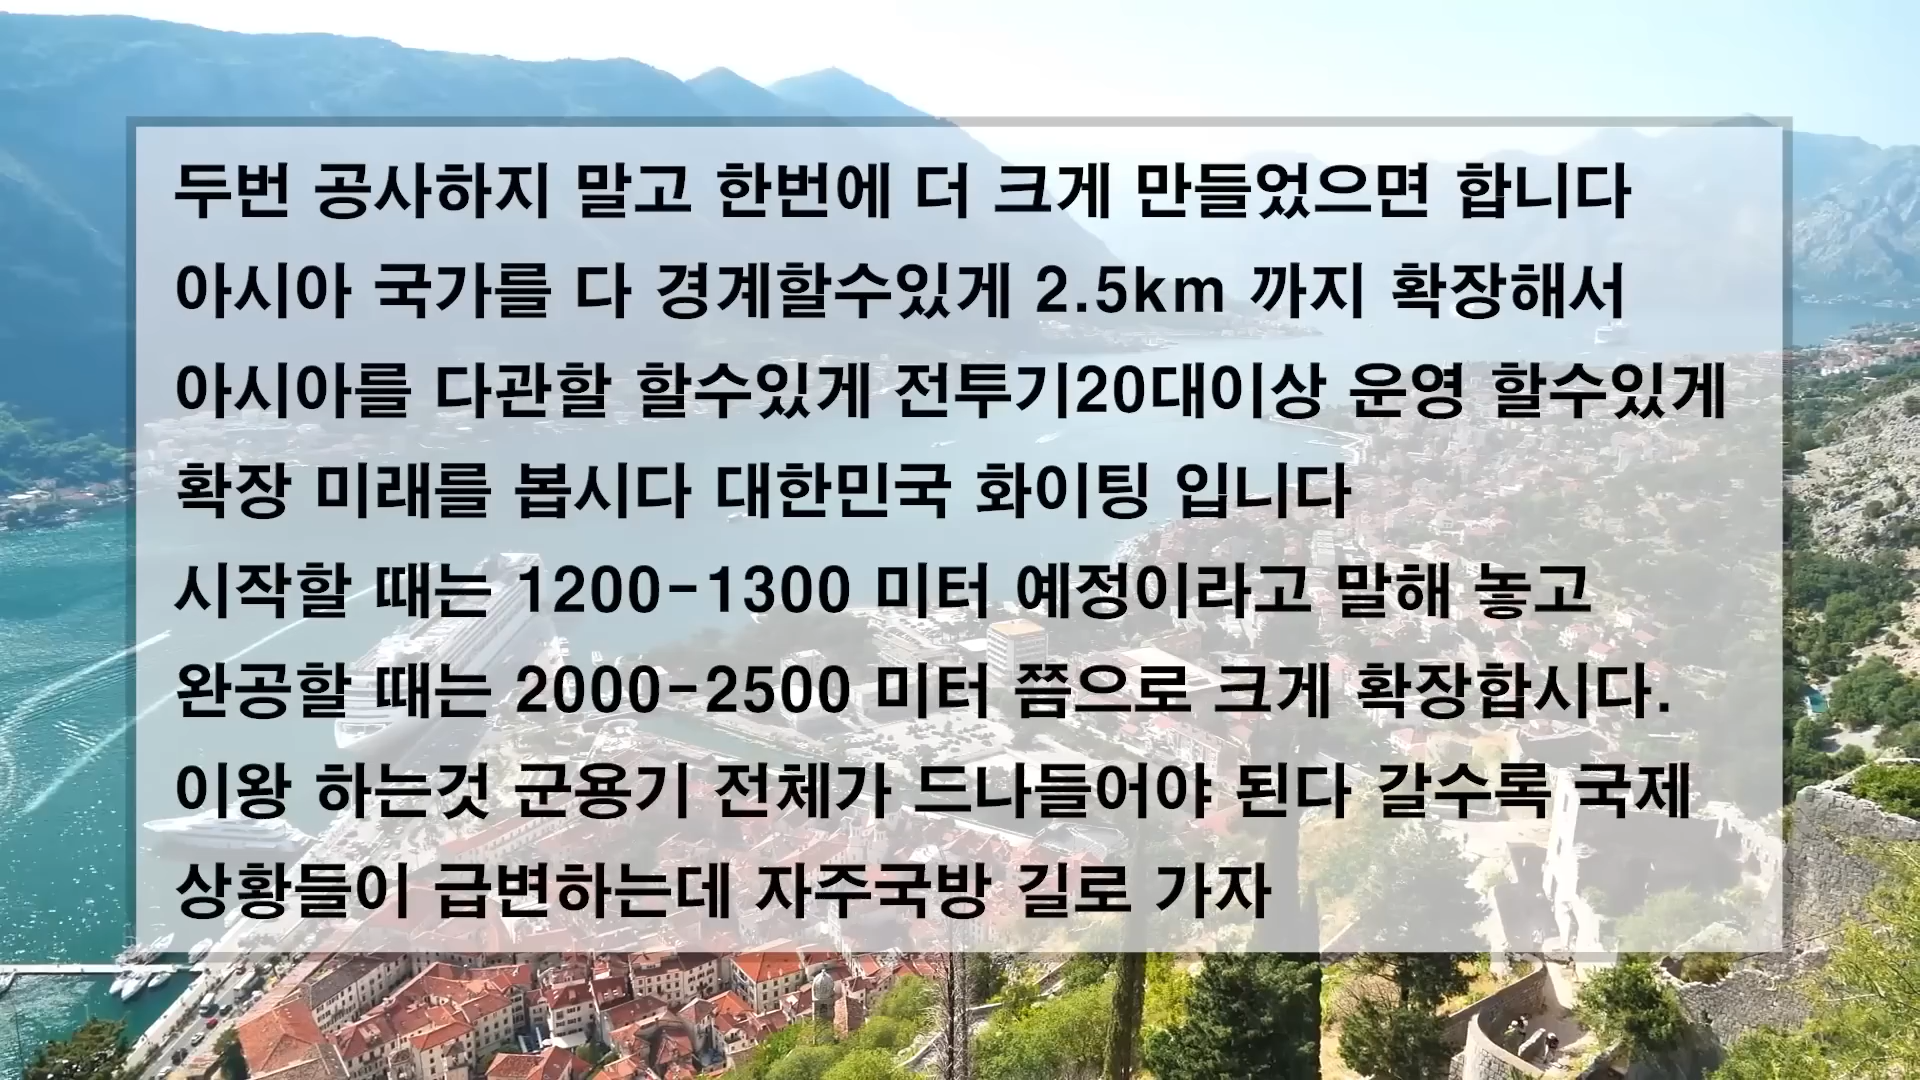 두번 공사하지 말고 한번에 더 크게 만들었으면 합니다
아시아 국가를 다 경계할수있게 2.5km 까지 확장해서
아시아를 다관할 할수있게 전투기20대이상 운영 할수있게
확장 미래를 봅시다 대한민국 화이팅 입니다
시작할 때는 1200-1300 미터 예정이라고 말해 놓고
완공할 때는 2000-2500 미터 쯤으로 크게 확장합시다.
이왕 하는것 군용기 전체가 드나들어야 된다 갈수록 국제
상황들이 급변하는데 자주국방 길로 가자